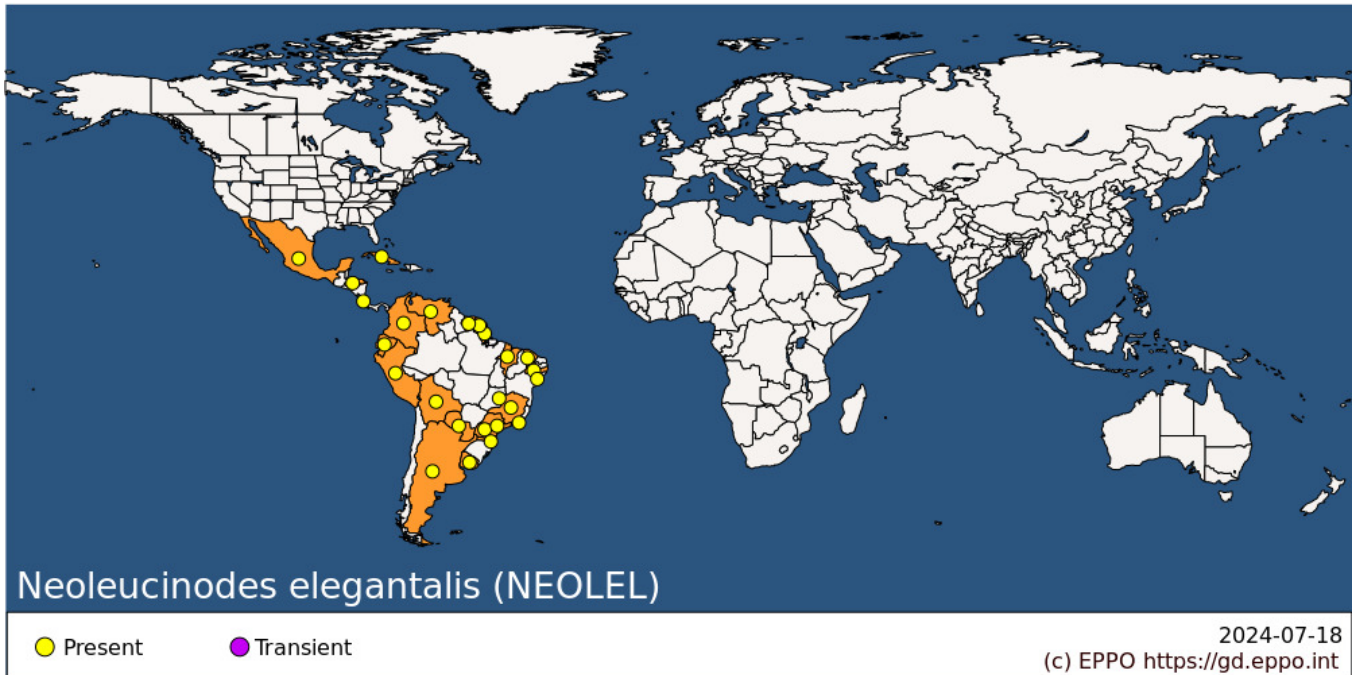 Neoleucinodes elegantalis (NEOLEL)
Present
Transient
2024-07-18
(c) EPPO https://gd.eppo.int